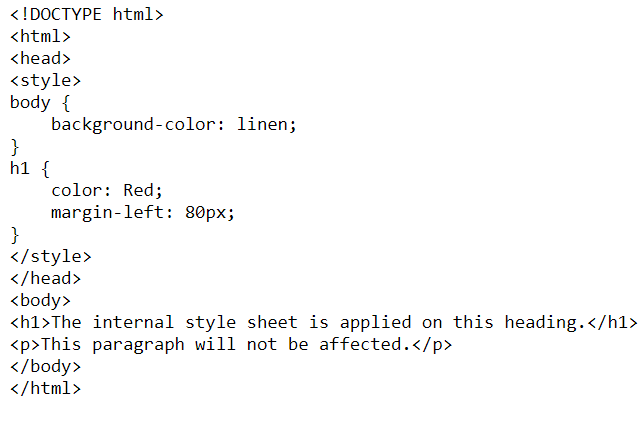 <!DOCTYPE html>
<html>
<head>
<style>
body {
    background-color: linen;
}
h1 {
    color: Red;
    margin-left: 80px;
}
</style>
</head>
<body>
<h1>The internal style sheet is applied on this heading.</h1>
<p>This paragraph will not be affected.</p>
</body>
</html>